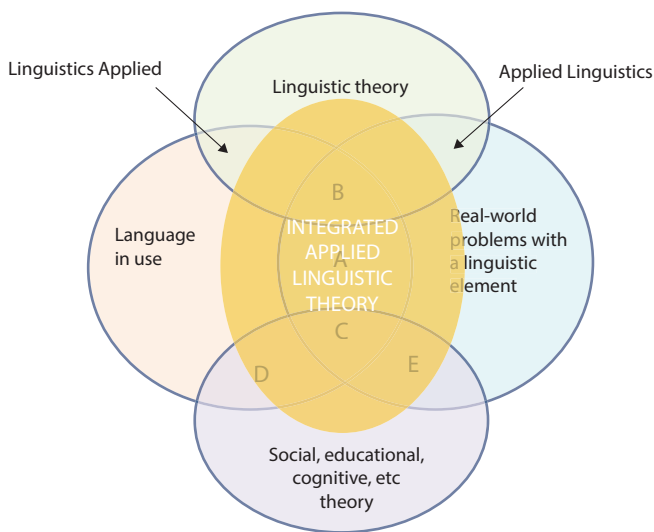 Linguistics Applied
Applied Linguistics
Linguistic theory
B
Language
in use
INTEGRATED
APPLIED
LINGUISTIC
THEORY
A
Real-world
problems with
a linguistic
element
C
D
E
Social, educational,
cognitive, etc
theory